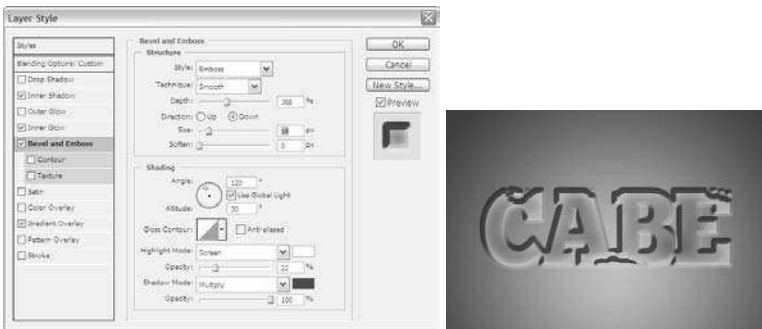 Layer Style
Styles
Blending Options: Custom
Drop Shadow
Inner Shadow
Outer Glow
Inner Glow
Bevel and Emboss
Contour
Texture
Satin
Color Overlay
Gradient Overlay
Pattern Overlay
Stroke
Bevel and Emboss
Structure
Style: Emboss
Technique: Smooth
Depth: %
Direction: Up Down
Size: px
Soften: 0 px
Shading
Angle: 120 °
Use Global Light
Altitude: °
Gloss Contour: Anti-aliased
Highlight Mode: Screen
Opacity: %
Shadow Mode: Multiply
Opacity: 100 %
OK
Cancel
New Style...
Preview
CABE